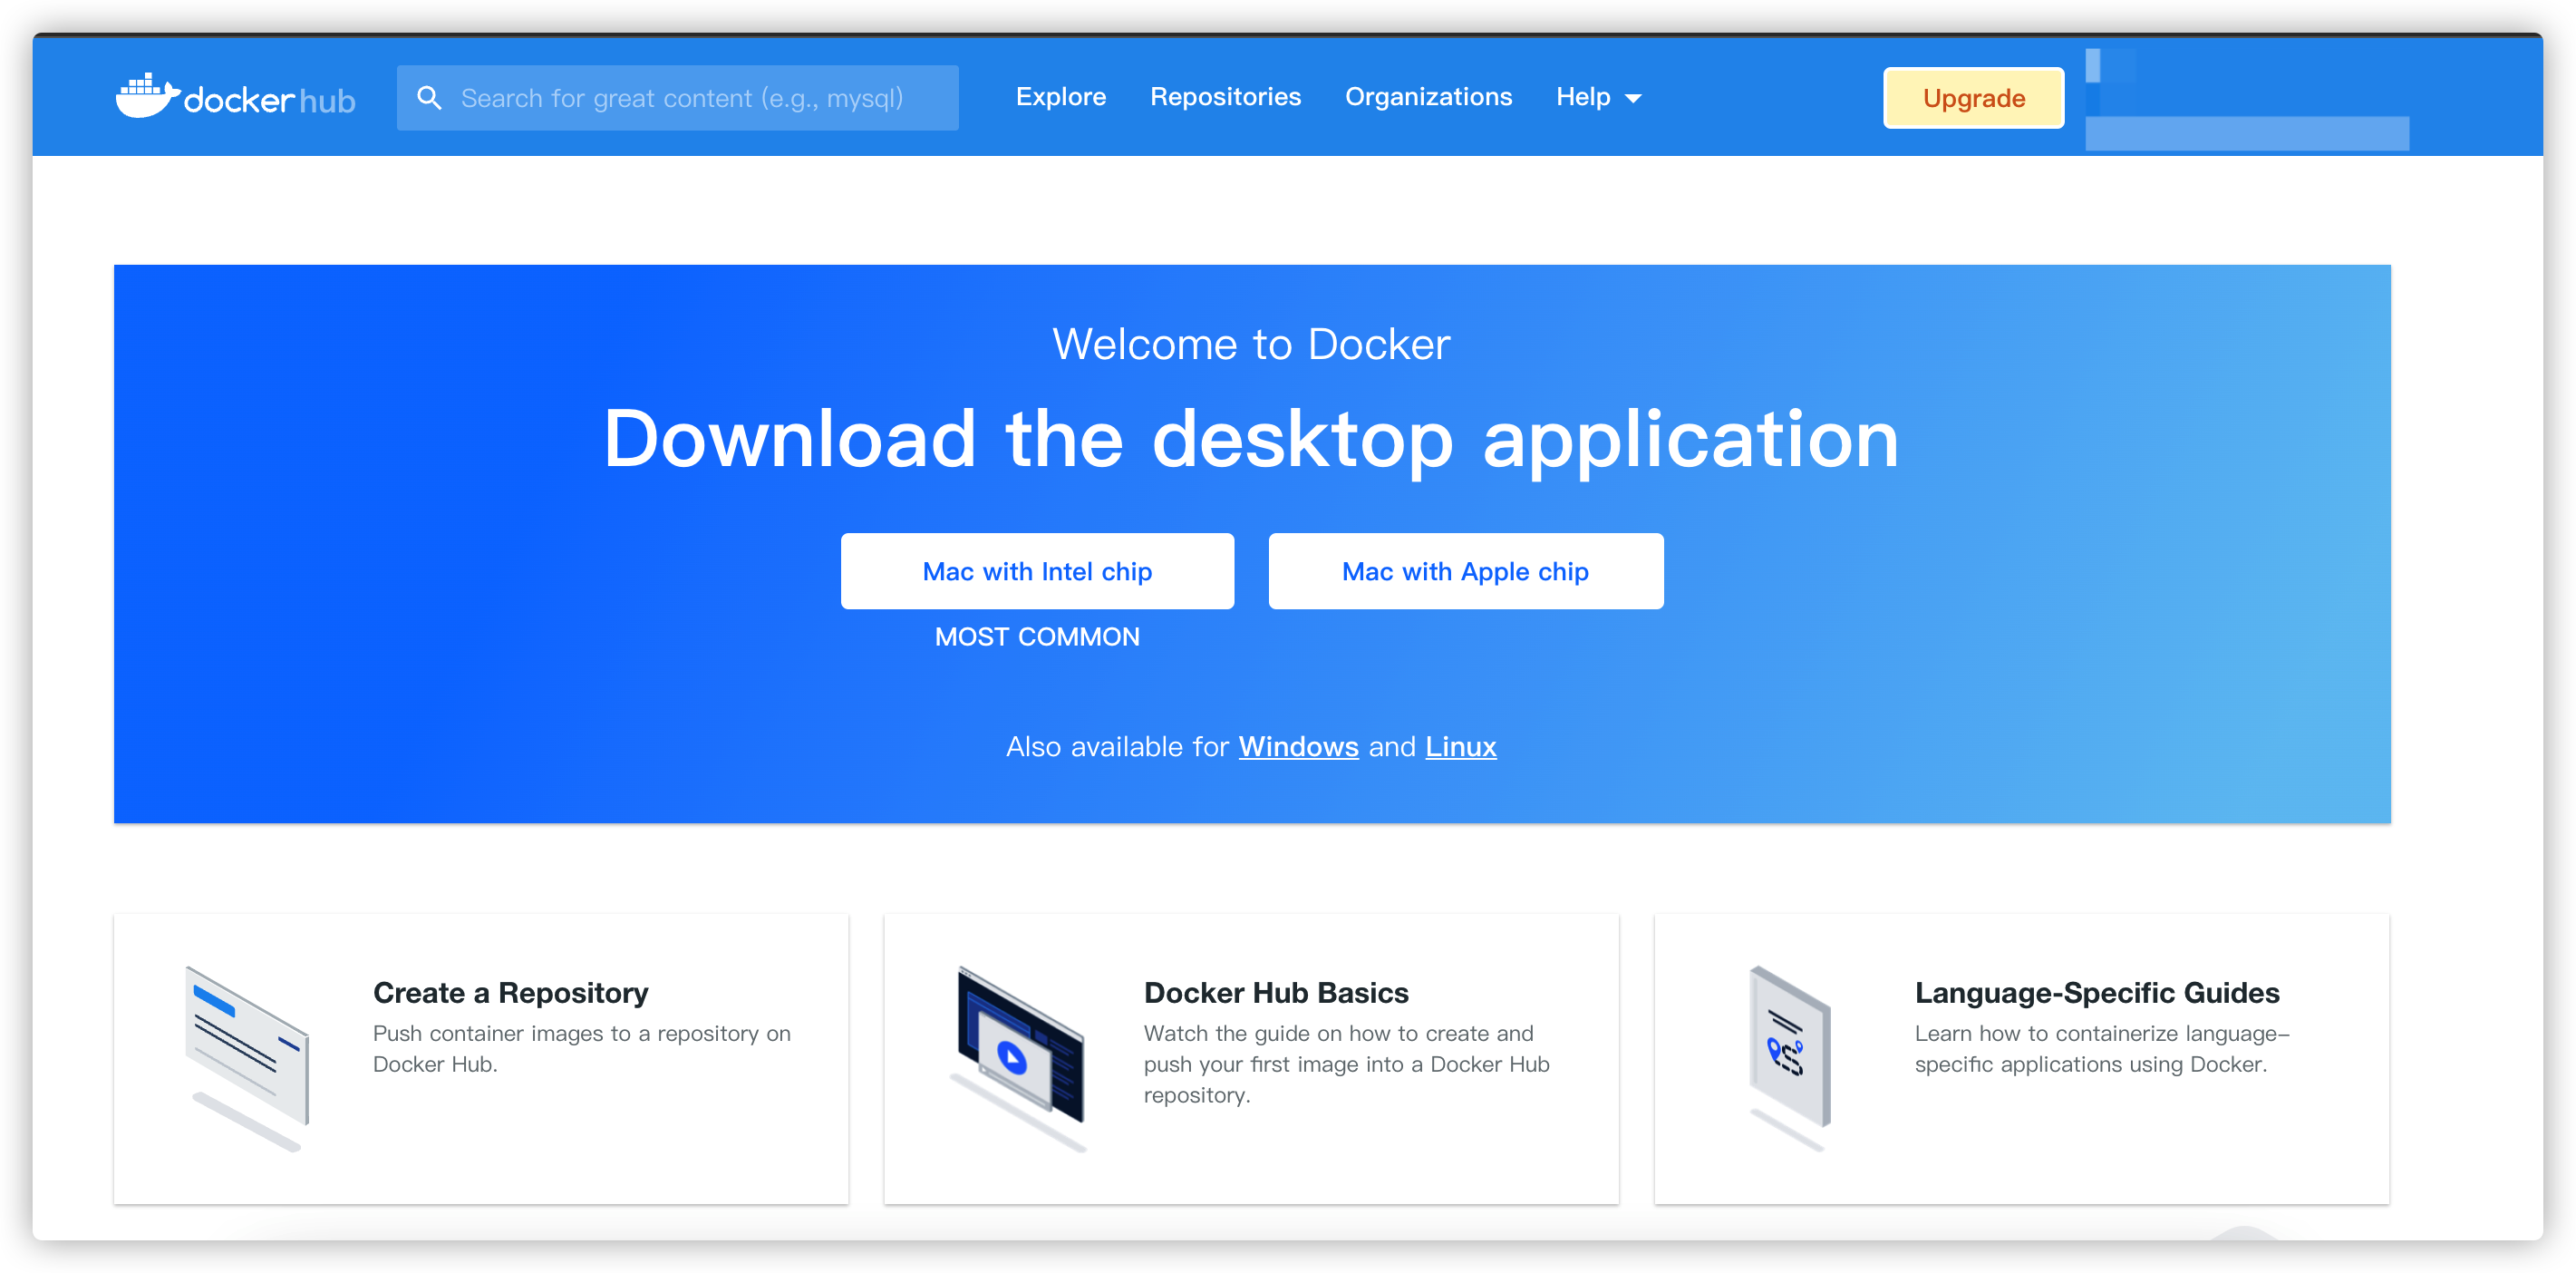 docker hub
Search for great content (e.g., mysql)
Explore
Repositories
Organizations
Help
Upgrade
Welcome to Docker
Download the desktop application
Mac with Intel chip
Mac with Apple chip
MOST COMMON
Also available for Windows and Linux
Create a Repository
Push container images to a repository on
Docker Hub.
Docker Hub Basics
Watch the guide on how to create and
push your first image into a Docker Hub
repository.
Language-Specific Guides
Learn how to containerize language-
specific applications using Docker.